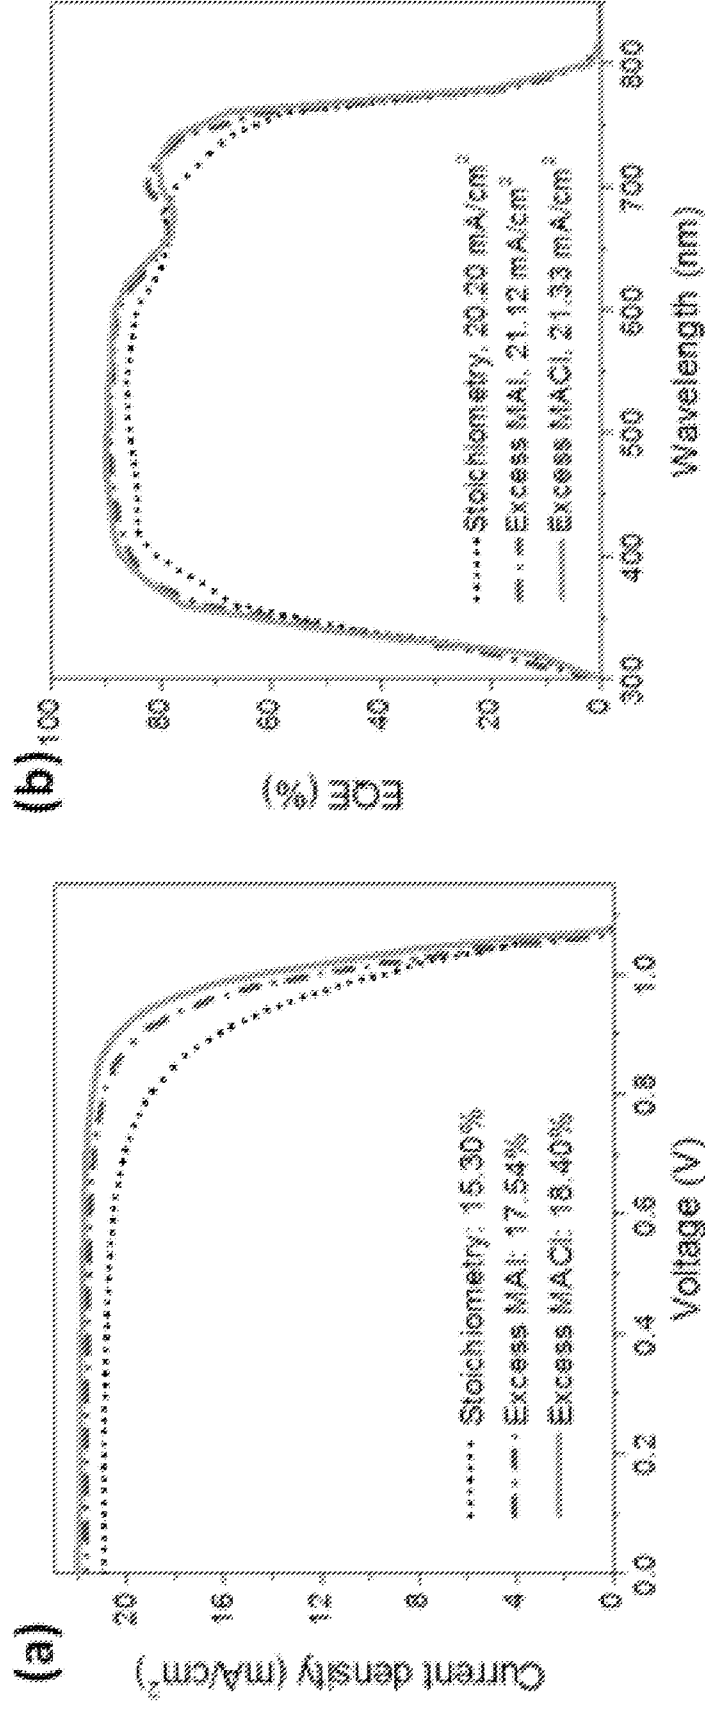 (a)
Current density (mA/cm²)
20
16
12
8
4
0
Stoichiometry: 15.30%
Excess MAI: 17.54%
Excess MACl: 18.40%
0.0 0.2 0.4 0.6 0.8 1.0
Voltage (V)
(b)
EQE (%)
100
80
60
40
20
0
Stoichiometry, 20.20 mA/cm²
Excess MAI, 21.12 mA/cm²
Excess MACl, 21.33 mA/cm²
300 400 500 600 700 800
Wavelength (nm)